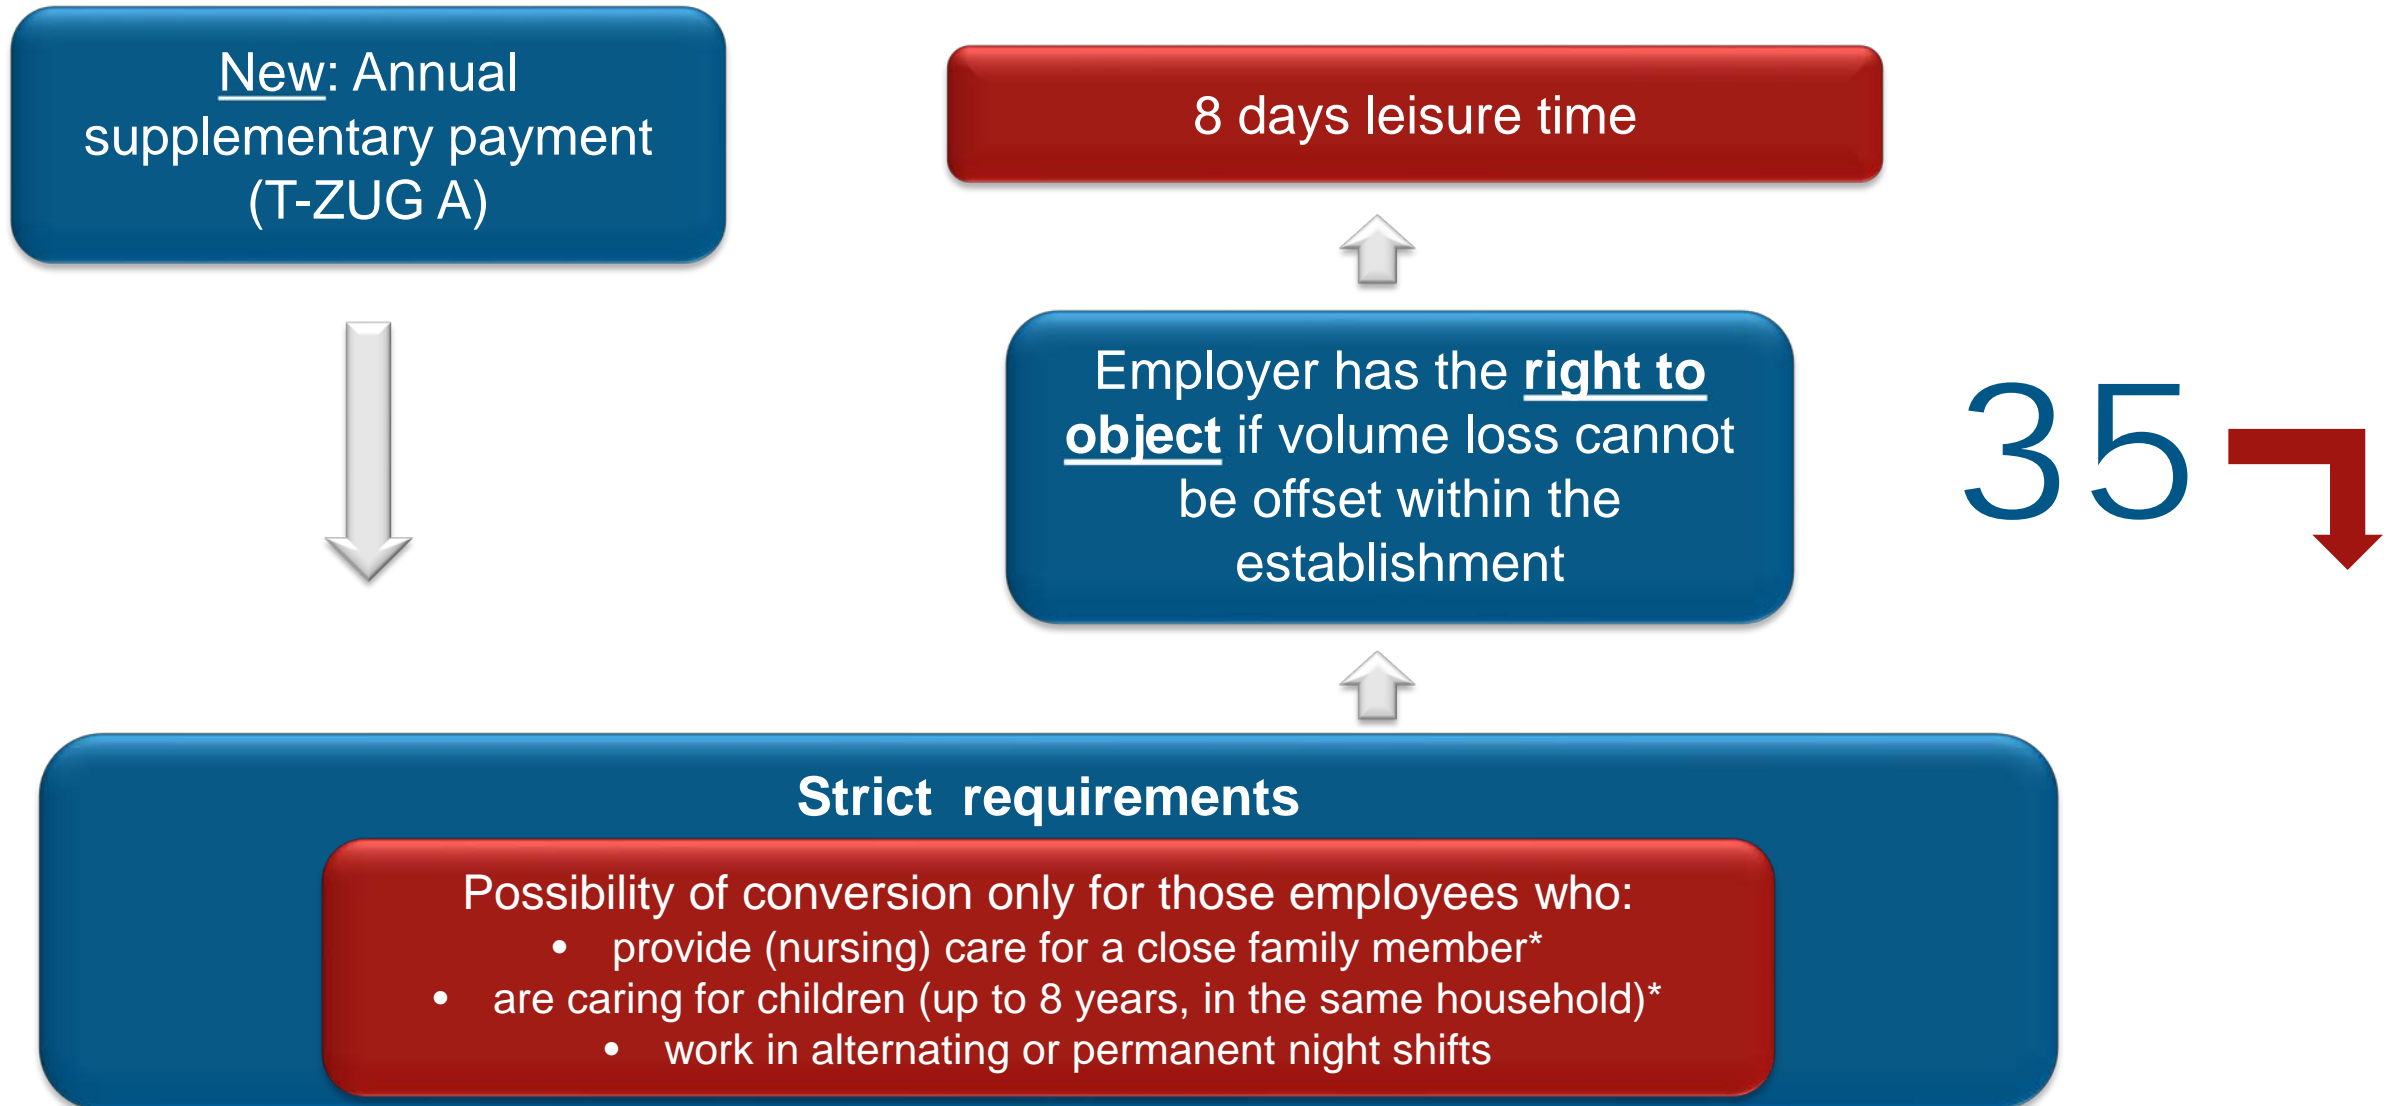 New: Annual
supplementary payment
(T-ZUG A)
8 days leisure time
Employer has the right to
object if volume loss cannot
be offset within the
establishment
35
Strict requirements
Possibility of conversion only for those employees who:
• provide (nursing) care for a close family member*
• are caring for children (up to 8 years, in the same household)*
• work in alternating or permanent night shifts